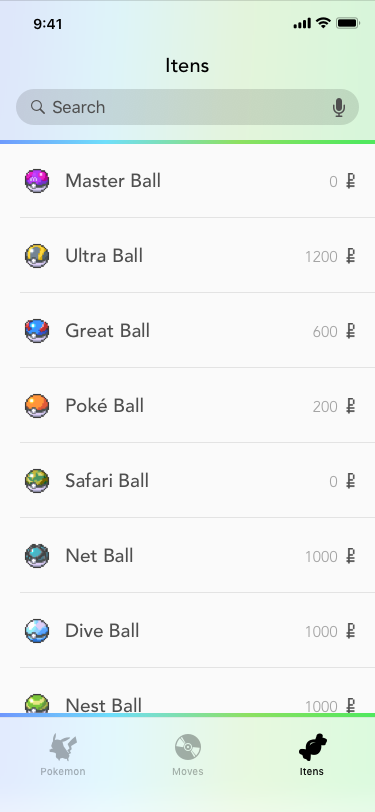 9:41
Itens
Search
Master Ball 0
Ultra Ball 1200
Great Ball 600
Poké Ball 200
Safari Ball 0
Net Ball 1000
Dive Ball 1000
Nest Ball 1000
Pokemon Moves Itens